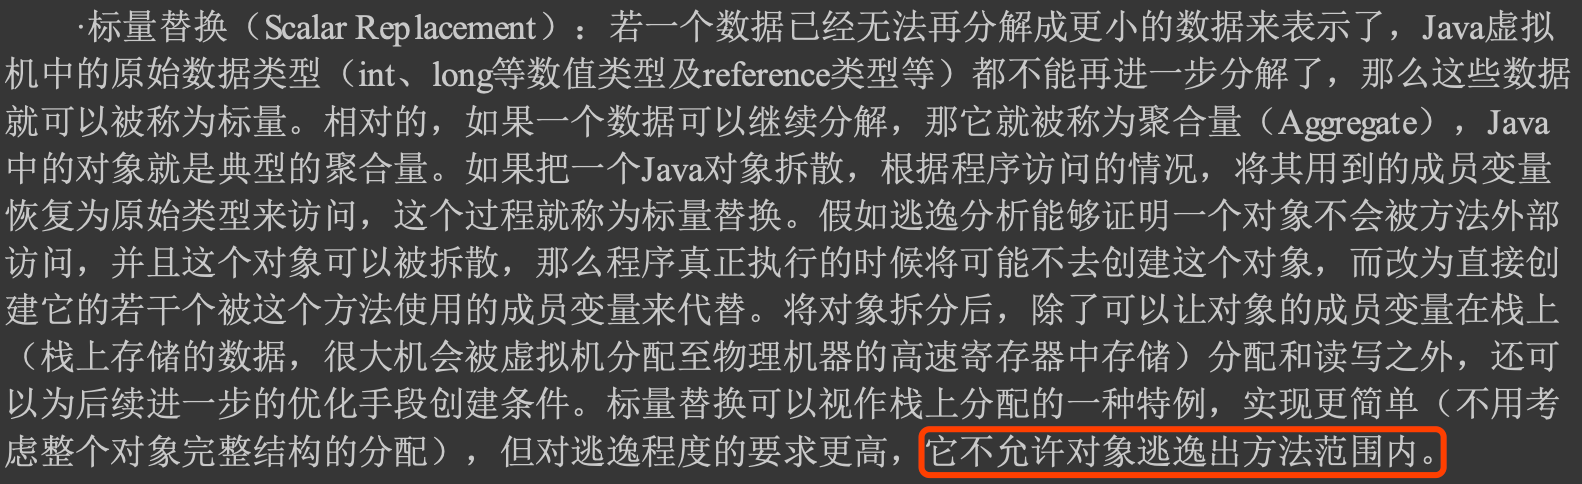 ·标量替换（Scalar Replacement）：若一个数据已经无法再分解成更小的数据来表示了，Java虚拟
机中的原始数据类型（int、long等数值类型及reference类型等）都不能再进一步分解了，那么这些数据
就可以被称为标量。相对的，如果一个数据可以继续分解，那它就被称为聚合量（Aggregate），Java
中的对象就是典型的聚合量。如果把一个Java对象拆散，根据程序访问的情况，将其用到的成员变量
恢复为原始类型来访问，这个过程就称为标量替换。假如逃逸分析能够证明一个对象不会被方法外部
访问，并且这个对象可以被拆散，那么程序真正执行的时候将可能不去创建这个对象，而改为直接创
建它的若干个被这个方法使用的成员变量来代替。将对象拆分后，除了可以让对象的成员变量在栈上
（栈上存储的数据，很大机会被虚拟机分配至物理机器的高速寄存器中存储）分配和读写之外，还可
以为后续进一步的优化手段创建条件。标量替换可以视作栈上分配的一种特例，实现更简单（不用考
虑整个对象完整结构的分配），但对逃逸程度的要求更高，它不允许对象逃逸出方法范围内。